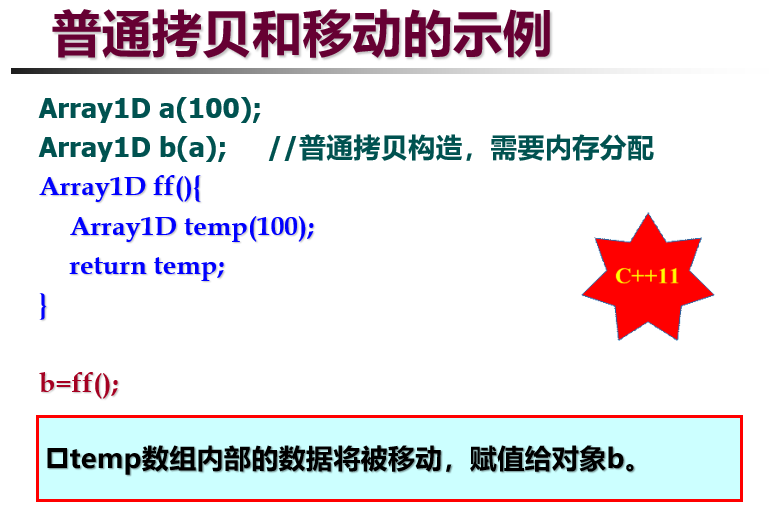 普通拷贝和移动的示例
Array1D a(100);
Array1D b(a); //普通拷贝构造，需要内存分配
Array1D ff(){
Array1D temp(100);
return temp;
}
C++11
b=ff();
temp数组内部的数据将被移动，赋值给对象b。